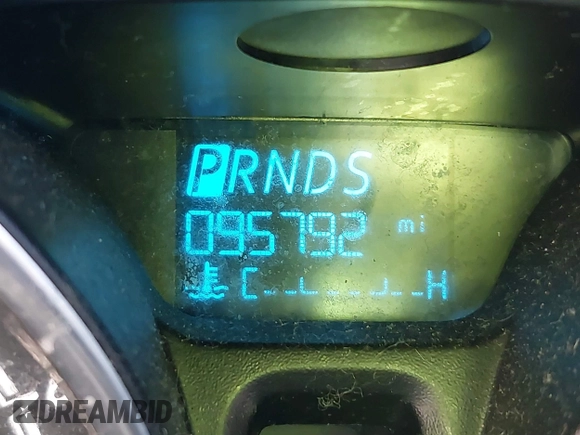 PRNDS
095792 mi
C H
DREAMBID